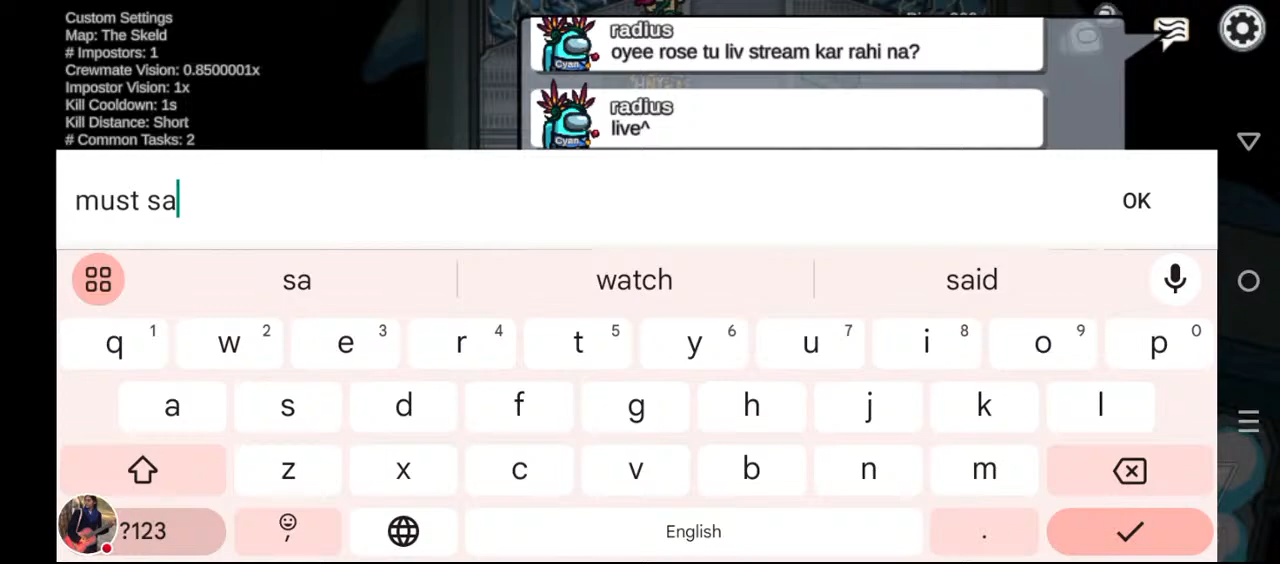 Custom Settings
Map: The Skeld
# Impostors: 1
Crewmate Vision: 0.8500001x
Impostor Vision: 1x
Kill Cooldown: 1s
Kill Distance: Short
# Common Tasks: 2
radius
oyee rose tu liv stream kar rahi na?
Cyan
radius
live^
Cyan
must sa
OK
sa watch said
q 1 w 2 e 3 r 4 t 5 y 6 u 7 i 8 o 9 p 0
a s d f g h j k l
z x c v b n m
?123 , English .